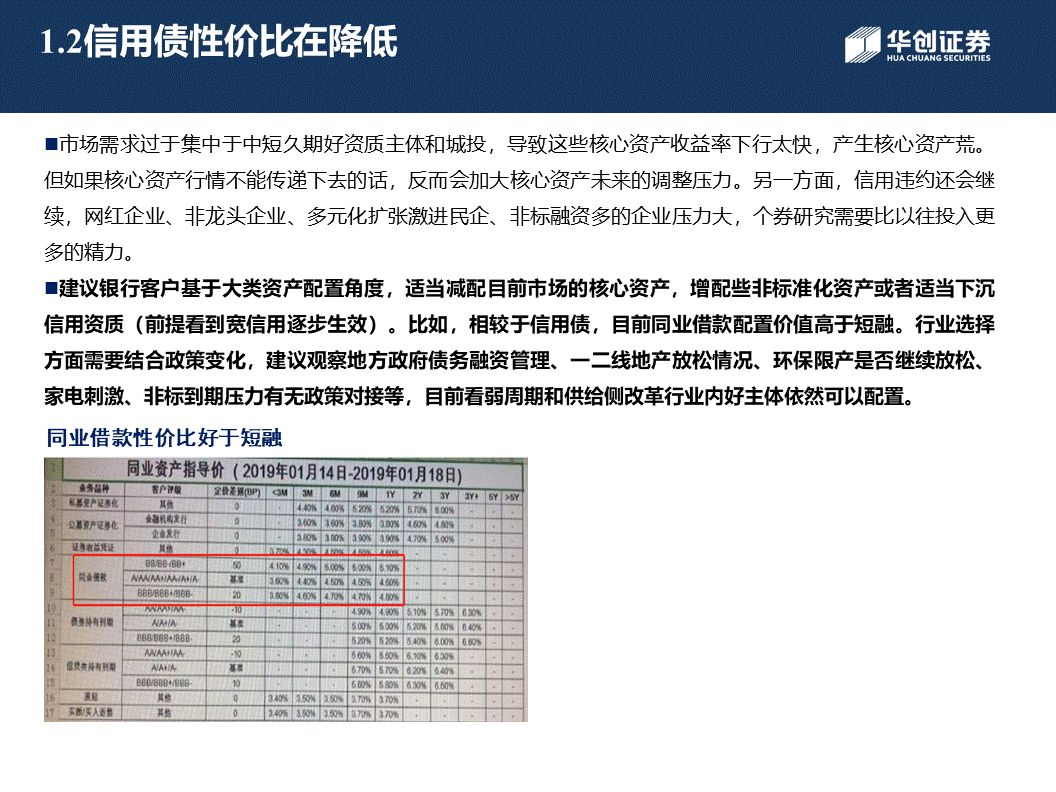 1.2信用债性价比在降低
华创证券
HUA CHUANG SECURITIES
■市场需求过于集中于中短久期好资质主体和城投，导致这些核心资产收益率下行太快，产生核心资产荒。
但如果核心资产行情不能传递下去的话，反而会加大核心资产未来的调整压力。另一方面，信用违约还会继
续，网红企业、非龙头企业、多元化扩张激进民企、非标融资多的企业压力大，个券研究需要比以往投入更
多的精力。
■建议银行客户基于大类资产配置角度，适当减配目前市场的核心资产，增配些非标准化资产或者适当下沉
信用资质（前提看到宽信用逐步生效）。比如，相较于信用债，目前同业借款配置价值高于短融。行业选择
方面需要结合政策变化，建议观察地方政府债务融资管理、一二线地产放松情况、环保限产是否继续放松、
家电刺激、非标到期压力有无政策对接等，目前看弱周期和供给侧改革行业内好主体依然可以配置。
同业借款性价比好于短融
同业资产指导价（2019年01月14日-2019年01月18日)
业务品种 客户评级 定价差额(BP) <3M 3M 6M 9M 1Y 2Y 3Y 3Y+ 5Y >5Y
3 私募资产证券化 其他 0 - 4.40% 4.60% 5.20% 5.20% 5.70% 6.00% - - -
4 公募资产证券化 金融机构发行 0 - 3.60% 3.60% 3.80% 3.80% 4.60% 4.80% - - -
5 企业发行 0 - 3.80% 3.80% 3.90% 3.90% 4.70% 5.00% - - -
6 证券收益凭证 其他 0 3.70% 4.30% 4.50% 4.50% 4.60% - - - - -
7 BB/BB-/BB+ 50 4.10% 4.90% 5.00% 5.00% 5.10% - - - - -
8 同业借款 A/AA/AA+/AA-/A+/A- 基准 3.60% 4.40% 4.50% 4.50% 4.60% - - - - -
9 BBB/BBB+/BBB- 20 3.80% 4.60% 4.70% 4.70% 4.80% - - - - -
10 AA/AA+/AA- -10 - - - 4.90% 4.90% 5.10% 5.70% 6.30% - -
11 债券持有到期 A/A+/A- 基准 - - - 5.00% 5.00% 5.20% 5.80% 6.40% - -
12 BBB/BBB+/BBB- 20 - - - 5.20% 5.20% 5.40% 6.00% 6.60% - -
13 AA/AA+/AA- -10 - - - 5.60% 5.60% 6.10% 6.30% - - -
14 信贷类持有到期 A/A+/A- 基准 - - - 5.70% 5.70% 6.20% 6.40% - - -
15 BBB/BBB+/BBB- 10 - - - 5.80% 5.80% 6.30% 6.50% - - -
16 其他 0 3.40% 3.50% 3.50% 3.70% 3.70% - - - - -
17 买断/买入返售 其他 0 3.40% 3.50% 3.50% 3.70% 3.70% - - - - -